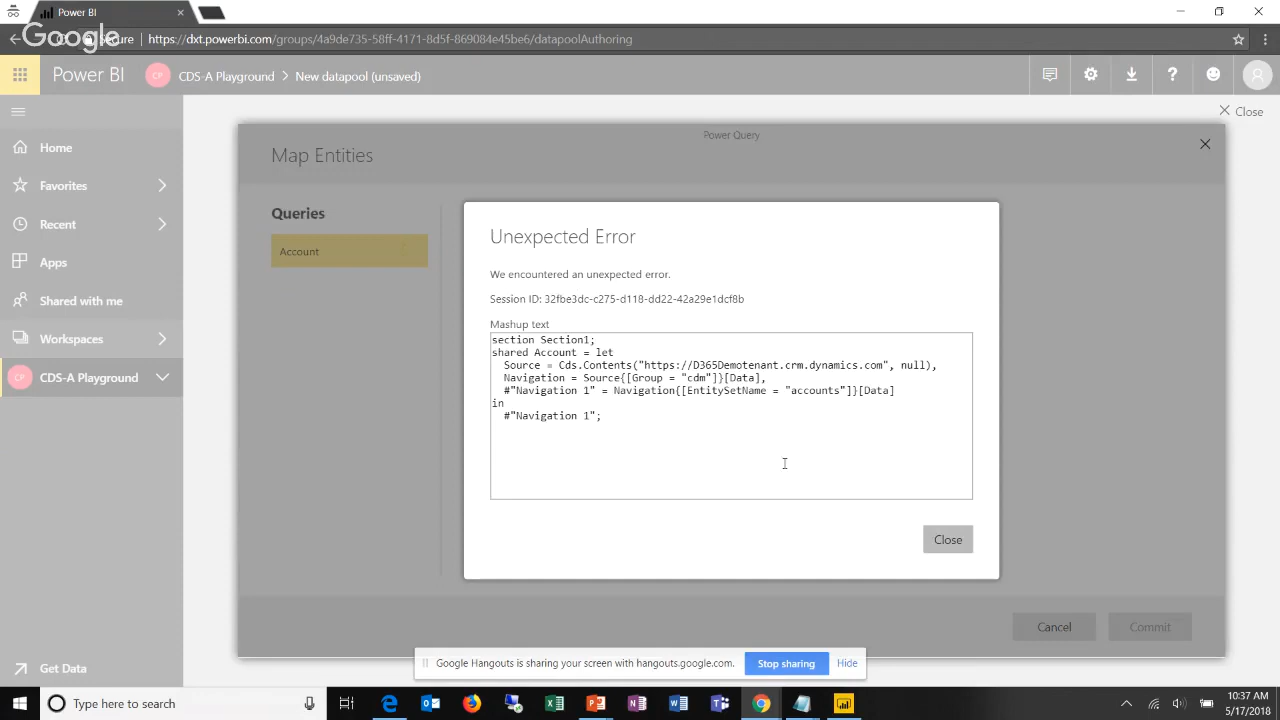 Power BI
Google
Secure
https://dxt.powerbi.com/groups/4a9de735-58ff-4171-8d5f-869084e45be6/datapoolAuthoring
Power BI
CP
CDS-A Playground
New datapool (unsaved)
Close
Home
Favorites
Recent
Apps
Shared with me
Workspaces
CP
CDS-A Playground
Get Data
Power Query
Map Entities
Queries
Account
Unexpected Error
We encountered an unexpected error.
Session ID: 32fbe3dc-c275-d118-dd22-42a29e1dcf8b
Mashup text
section Section1;
shared Account = let
Source = Cds.Contents("https://D365Demotenant.crm.dynamics.com", null),
Navigation = Source{[Group = "cdm"]}[Data],
#"Navigation 1" = Navigation{[EntitySetName = "accounts"]}[Data]
in
#"Navigation 1";
Close
Cancel
Commit
Google Hangouts is sharing your screen with hangouts.google.com.
Stop sharing
Hide
Type here to search
10:37 AM
5/17/2018